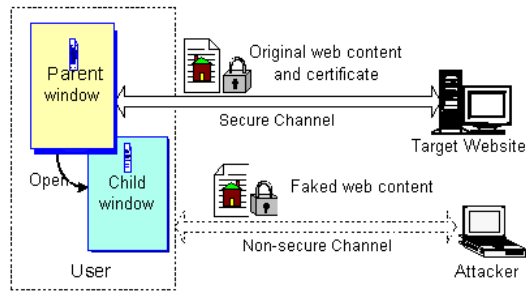 Original web content
and certificate
Parent
window
Secure Channel
Target Website
Open
Child
window
Faked web content
Non-secure Channel
User
Attacker